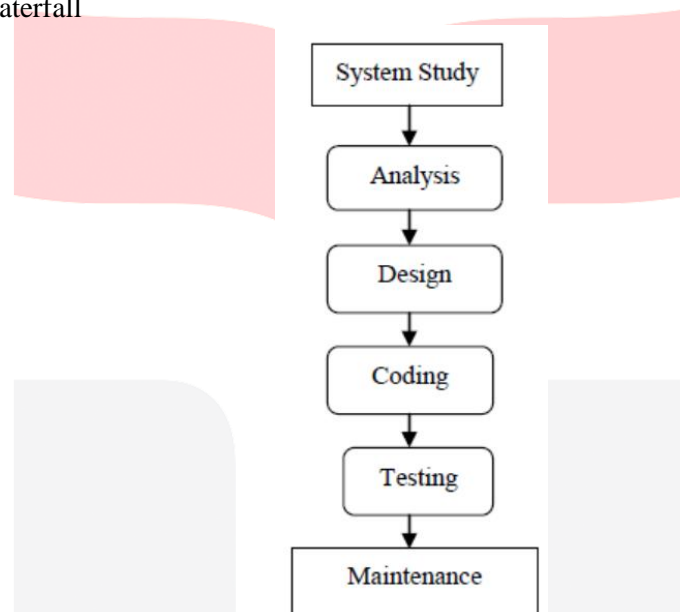 aterfall
System Study
Analysis
Design
Coding
Testing
Maintenance